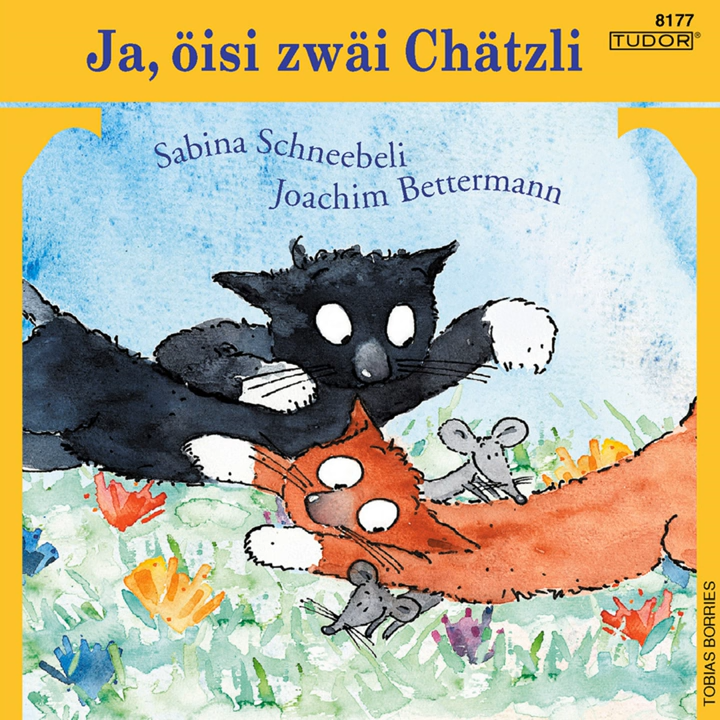 8177
Ja, öisi zwäi Chätzli
TUDOR®
Sabina Schneebeli
Joachim Bettermann
TOBIAS BORRIES